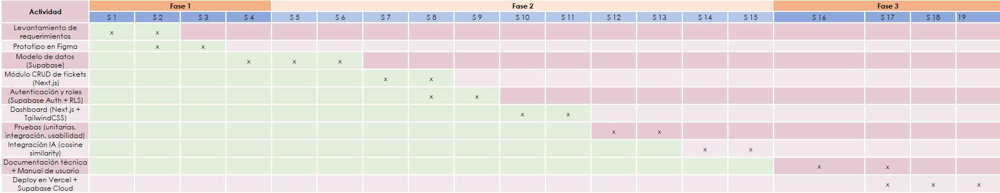 Actividad
Fase 1
Fase 2
Fase 3
S 1
S 2
S 3
S 4
S 5
S 6
S 7
S 8
S 9
S 10
S 11
S 12
S 13
S 14
S 15
S 16
S 17
S 18
19
Levantamiento de
requerimientos
x x
Prototipo en Figma
x x
Modelo de datos
(Supabase)
x x x
Módulo CRUD de tickets
(Next.js)
x x
Autenticación y roles
(Supabase Auth + RLS)
x x
Dashboard (Next.js +
TailwindCSS)
x x
Pruebas (unitarias,
integración, usabilidad)
x x
Integración IA (cosine
similarity)
x x
Documentación técnica
+ Manual de usuario
x x
Deploy en Vercel +
Supabase Cloud
x x x